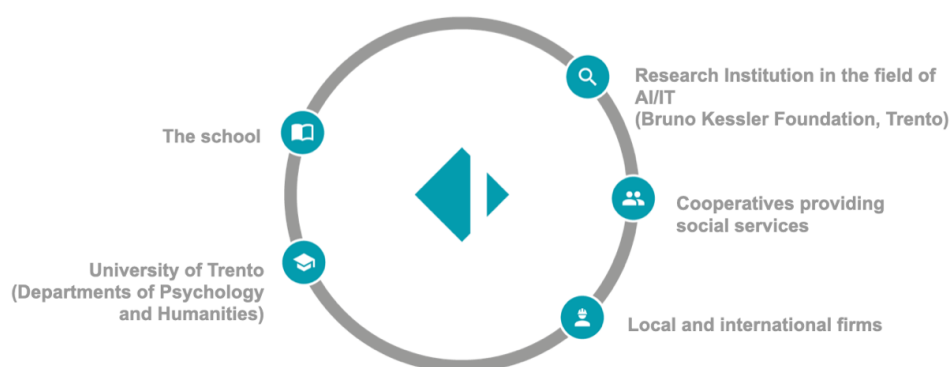 The school
University of Trento
(Departments of Psychology
and Humanities)
Research Institution in the field of
AI/IT
(Bruno Kessler Foundation, Trento)
Cooperatives providing
social services
Local and international firms